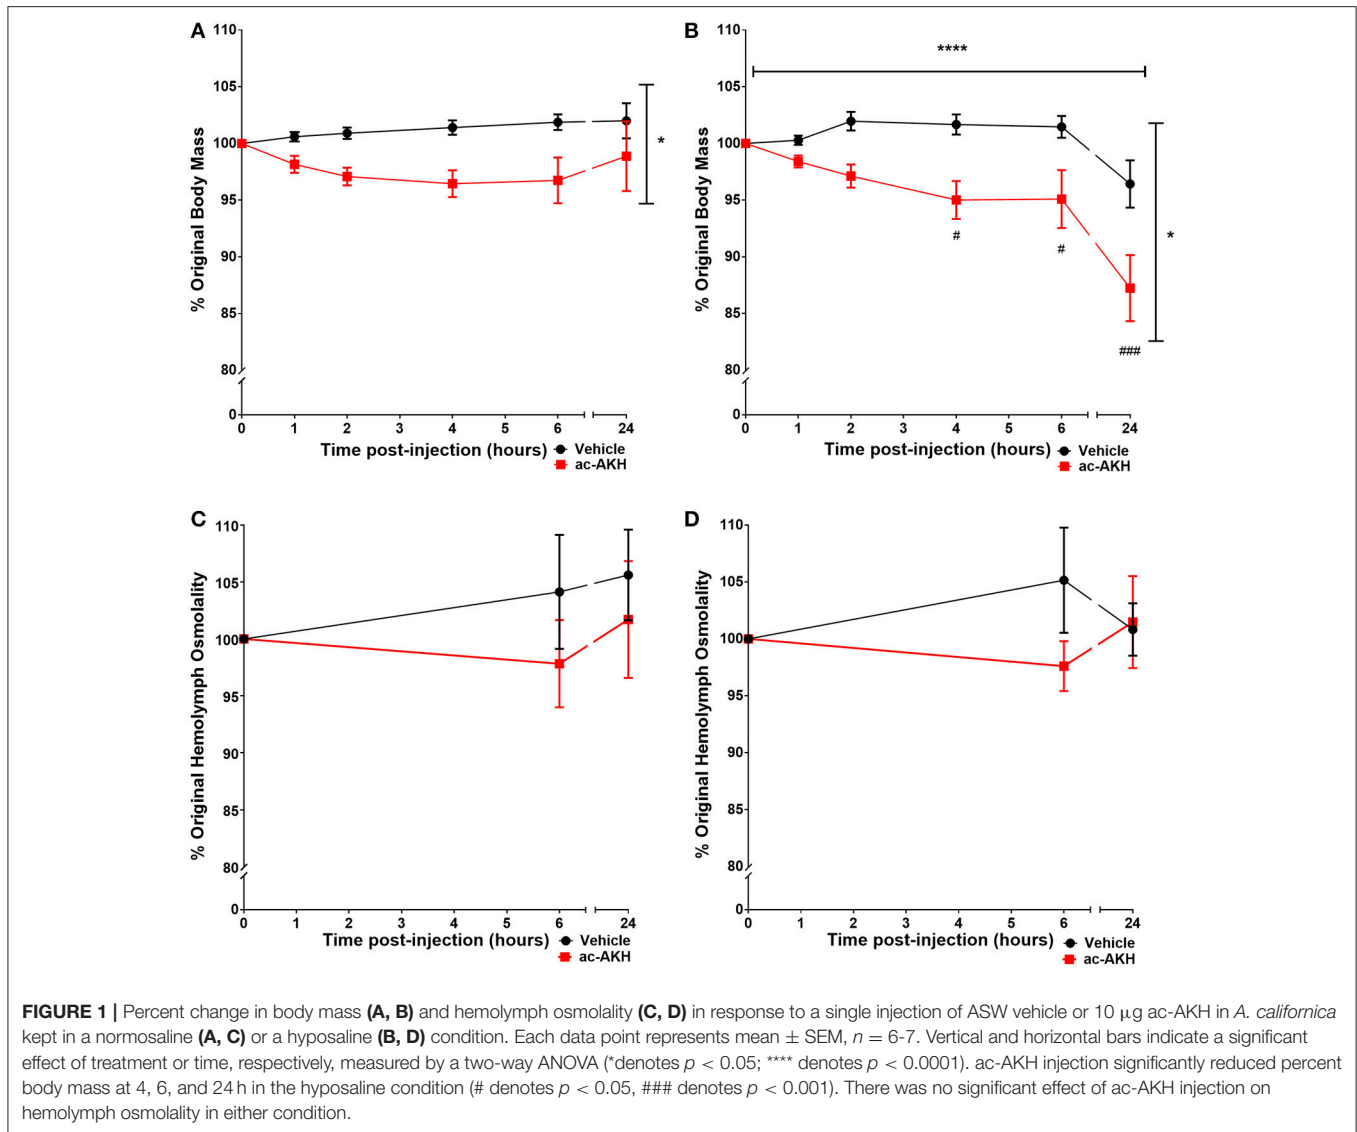 A
110
105
100
95
90
85
80
0
% Original Body Mass
*
0 1 2 3 4 5 6 24
Time post-injection (hours)
Vehicle
ac-AKH
B
110
105
100
95
90
85
80
0
% Original Body Mass
****
*
#
#
###
0 1 2 3 4 5 6 24
Time post-injection (hours)
Vehicle
ac-AKH
C
110
105
100
95
90
85
80
0
% Original Hemolymph Osmolality
0 1 2 3 4 5 6 24
Time post-injection (hours)
Vehicle
ac-AKH
D
110
105
100
95
90
85
80
0
% Original Hemolymph Osmolality
0 1 2 3 4 5 6 24
Time post-injection (hours)
Vehicle
ac-AKH
FIGURE 1 | Percent change in body mass (A, B) and hemolymph osmolality (C, D) in response to a single injection of ASW vehicle or 10 μg ac-AKH in A. californica
kept in a normosaline (A, C) or a hyposaline (B, D) condition. Each data point represents mean ± SEM, n = 6-7. Vertical and horizontal bars indicate a significant
effect of treatment or time, respectively, measured by a two-way ANOVA (*denotes p < 0.05; **** denotes p < 0.0001). ac-AKH injection significantly reduced percent
body mass at 4, 6, and 24 h in the hyposaline condition (# denotes p < 0.05, ### denotes p < 0.001). There was no significant effect of ac-AKH injection on
hemolymph osmolality in either condition.